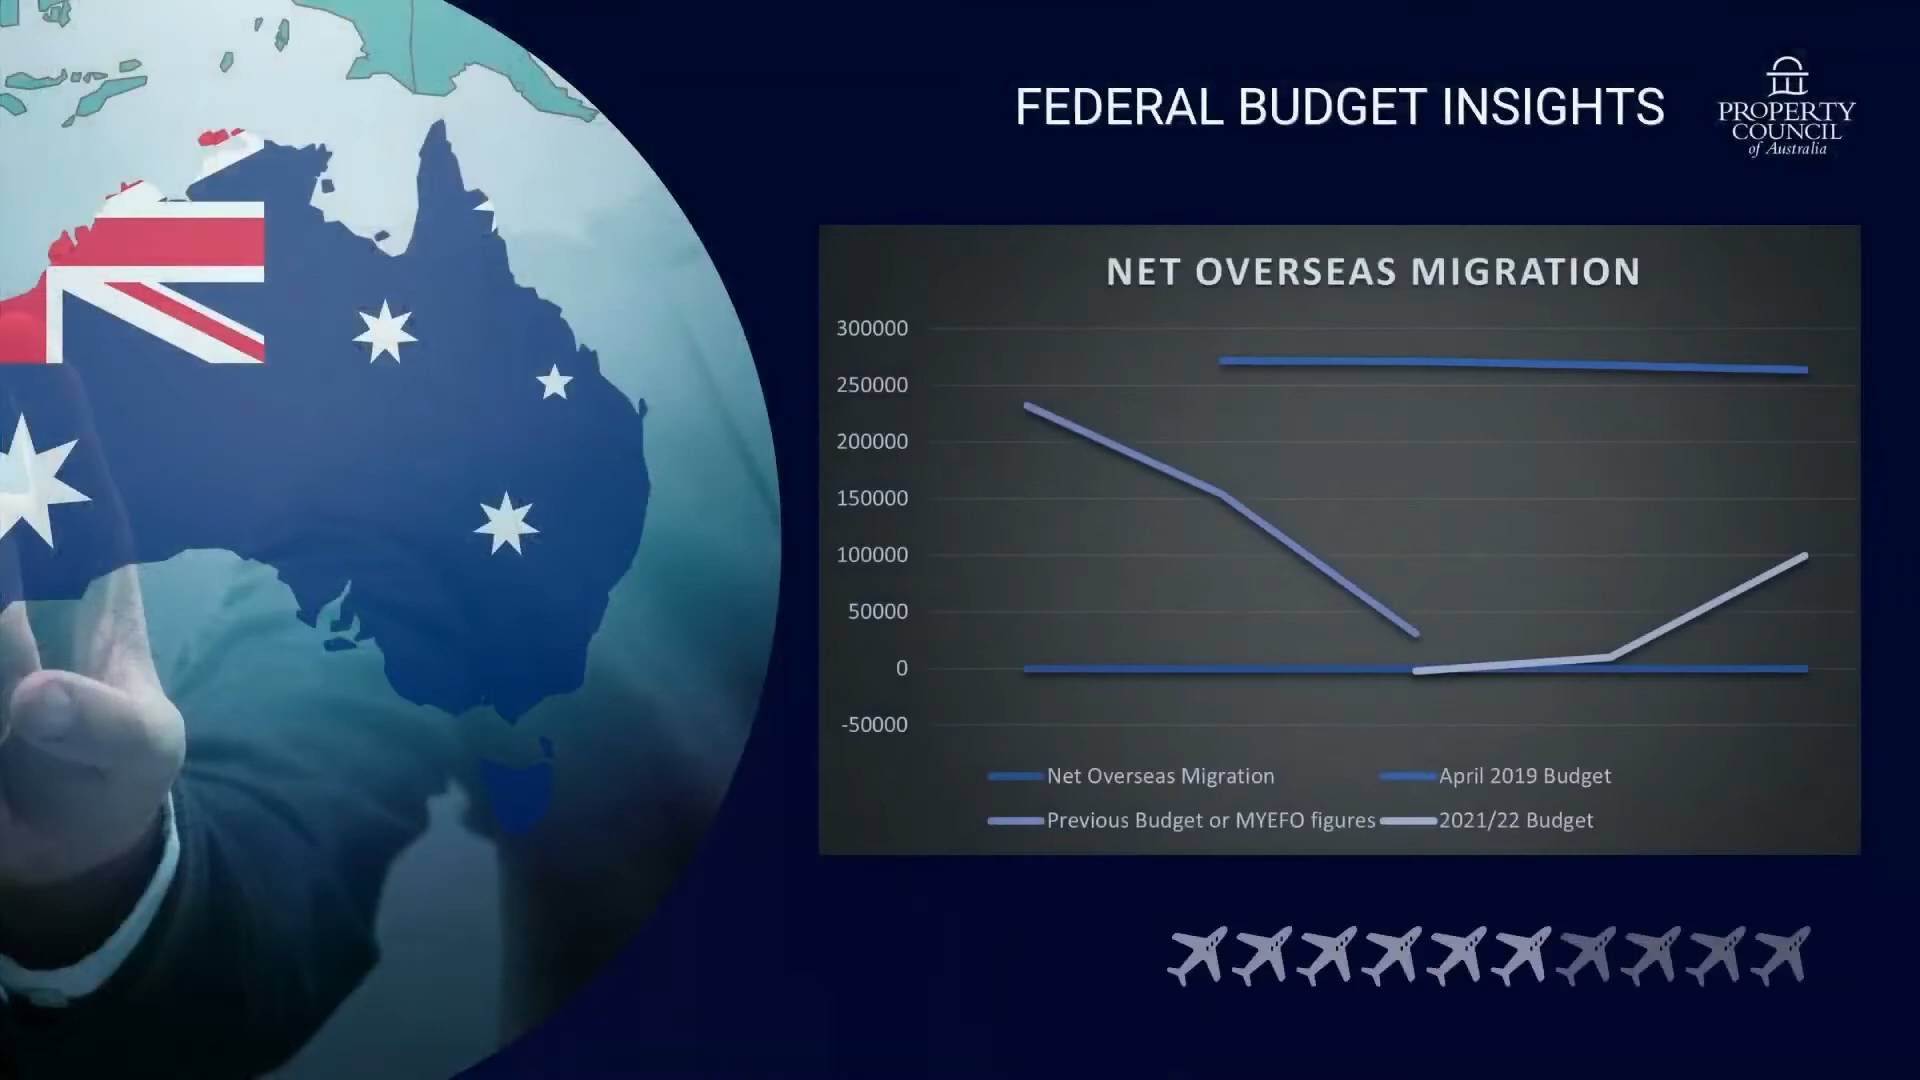 FEDERAL BUDGET INSIGHTS
PROPERTY
COUNCIL
of Australia
NET OVERSEAS MIGRATION
300000
250000
200000
150000
100000
50000
0
-50000
Net Overseas Migration
April 2019 Budget
Previous Budget or MYEFO figures
2021/22 Budget